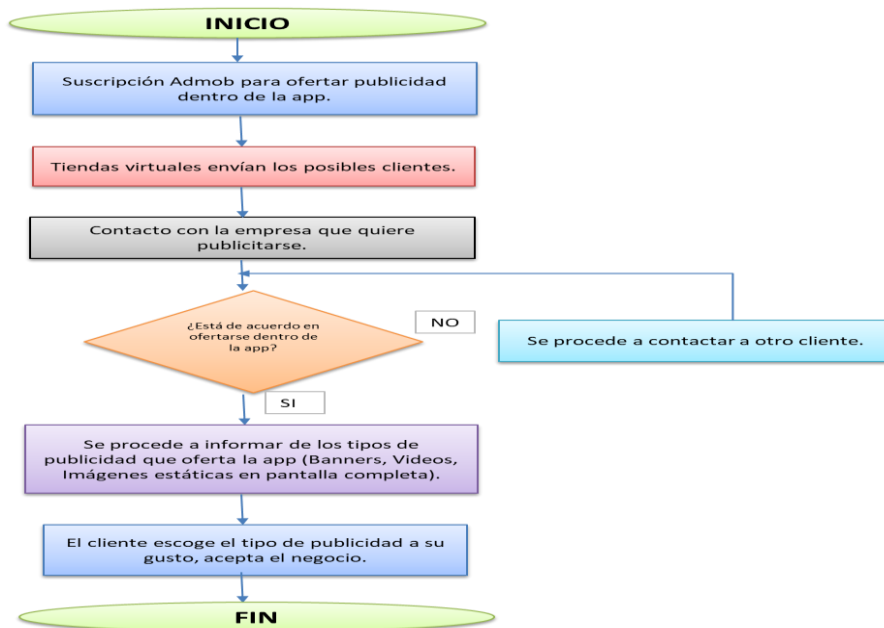 INICIO
Suscripción Admob para ofertar publicidad
dentro de la app.
Tiendas virtuales envían los posibles clientes.
Contacto con la empresa que quiere
publicitarse.
¿Está de acuerdo en
ofertarse dentro de
la app?
NO
Se procede a contactar a otro cliente.
SI
Se procede a informar de los tipos de
publicidad que oferta la app (Banners, Videos,
Imágenes estáticas en pantalla completa).
El cliente escoge el tipo de publicidad a su
gusto, acepta el negocio.
FIN